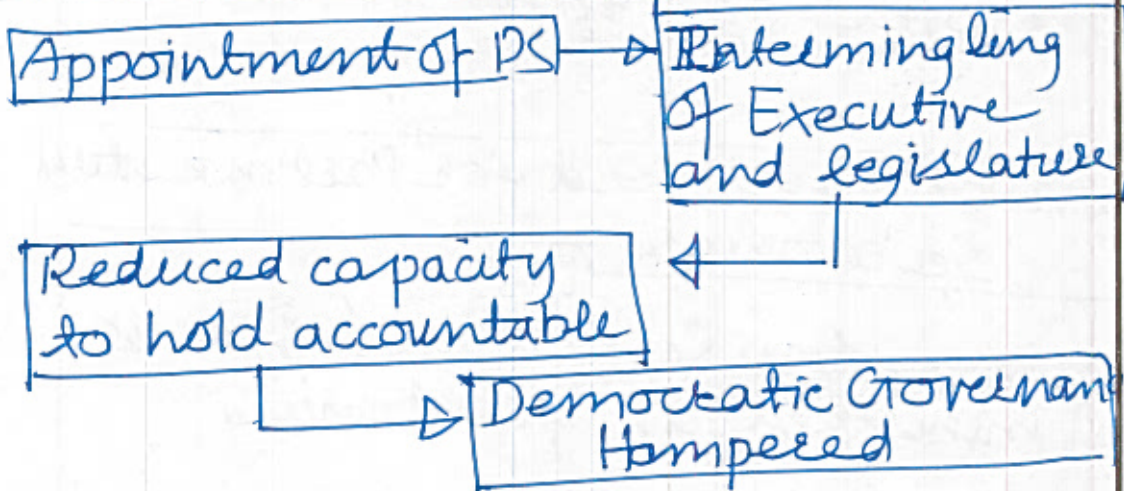 Appointment of PS
Intermingling
of Executive
and legislature
Reduced capacity
to hold accountable
Democratic Governan
Hampered